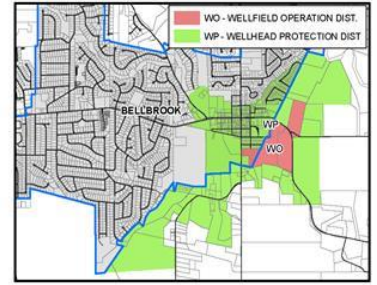 WO - WELLFIELD OPERATION DIST.
WP - WELLHEAD PROTECTION DIST
BELLBROOK
WP
WO